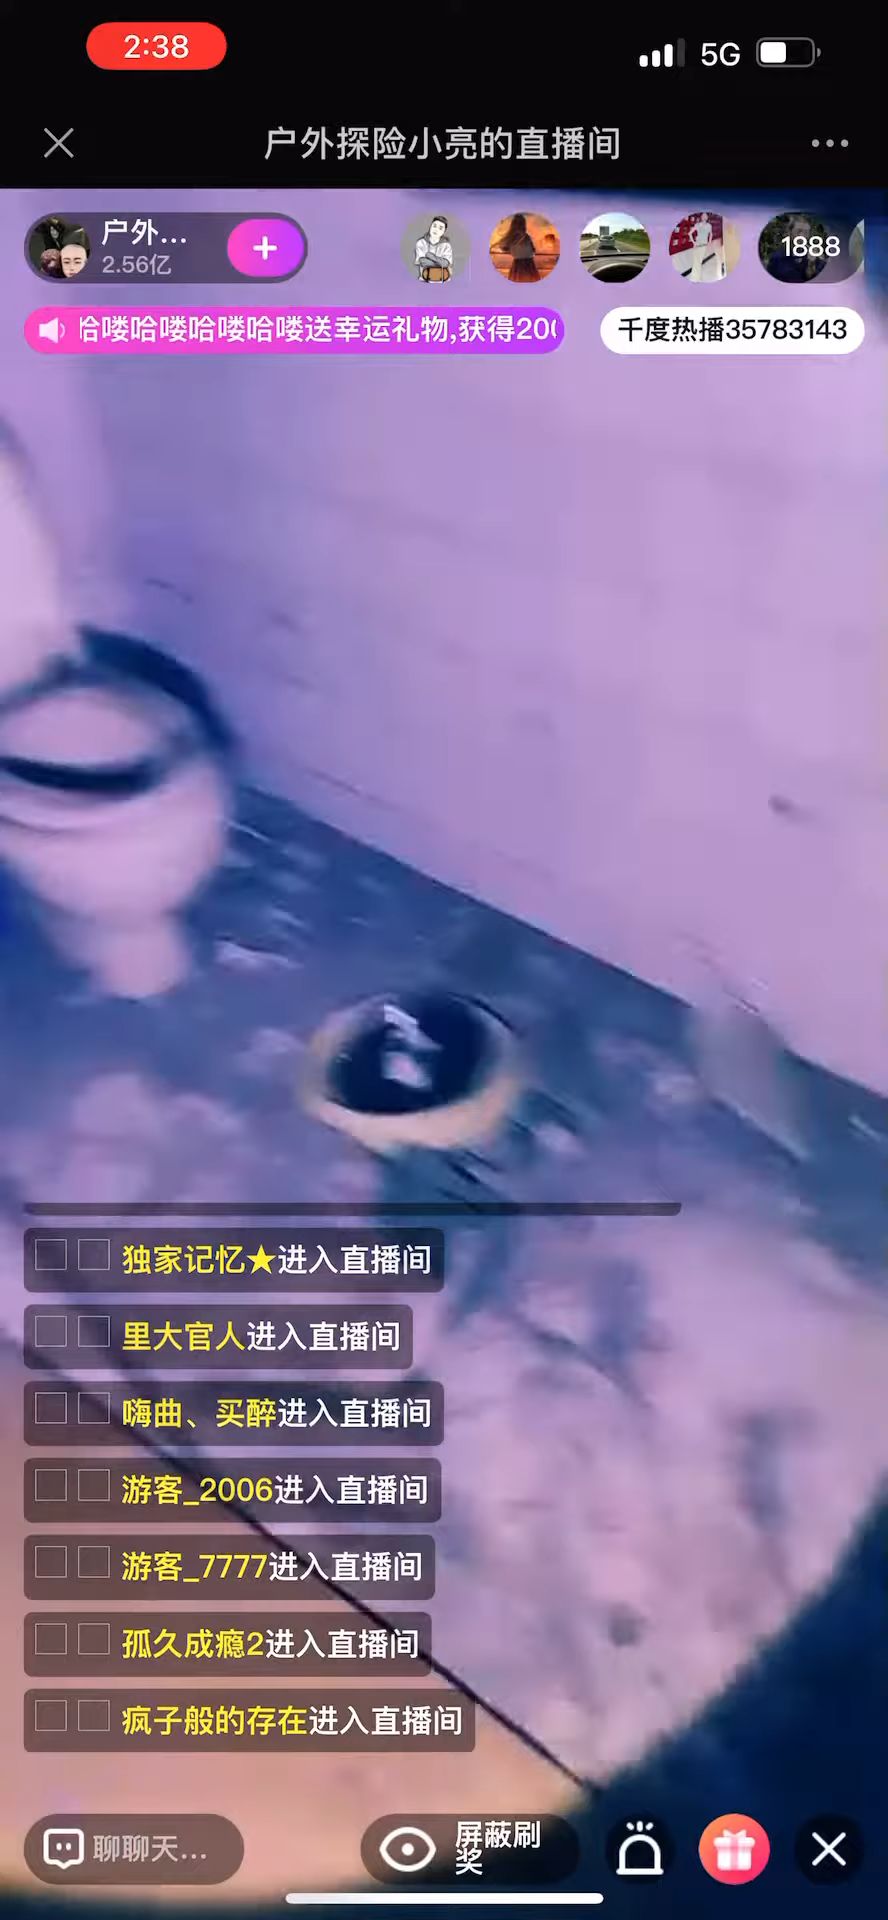 2:38
5G
户外探险小亮的直播间
户外...
2.56亿
1888
哈喽哈喽哈喽哈喽送幸运礼物,获得200
千度热播35783143
独家记忆★进入直播间
里大官人进入直播间
嗨曲、买醉进入直播间
游客_2006进入直播间
游客_7777进入直播间
孤久成瘾2进入直播间
疯子般的存在进入直播间
聊聊天...
屏蔽刷
奖